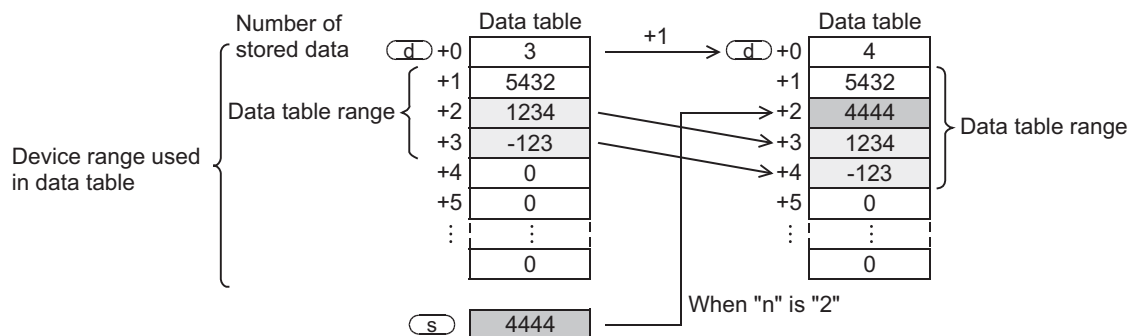 Number of
stored data
Data table
Data table
d +0 3 +1 d +0 4
+1 5432 +1 5432
Data table range +2 1234 +2 4444 Data table range
+3 -123 +3 1234
Device range used
in data table
+4 0 +4 -123
+5 0 +5 0
⋮ ⋮ ⋮ ⋮
0 0
When "n" is "2"
s 4444